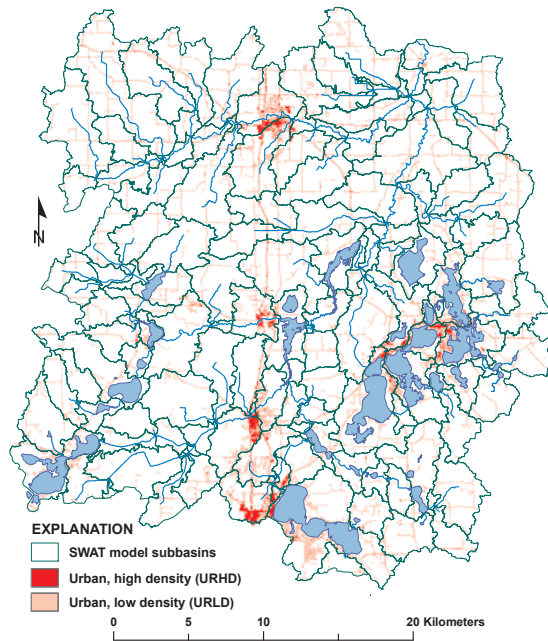 N
EXPLANATION
SWAT model subbasins
Urban, high density (URHD)
Urban, low density (URLD)
0 5 10 20 Kilometers